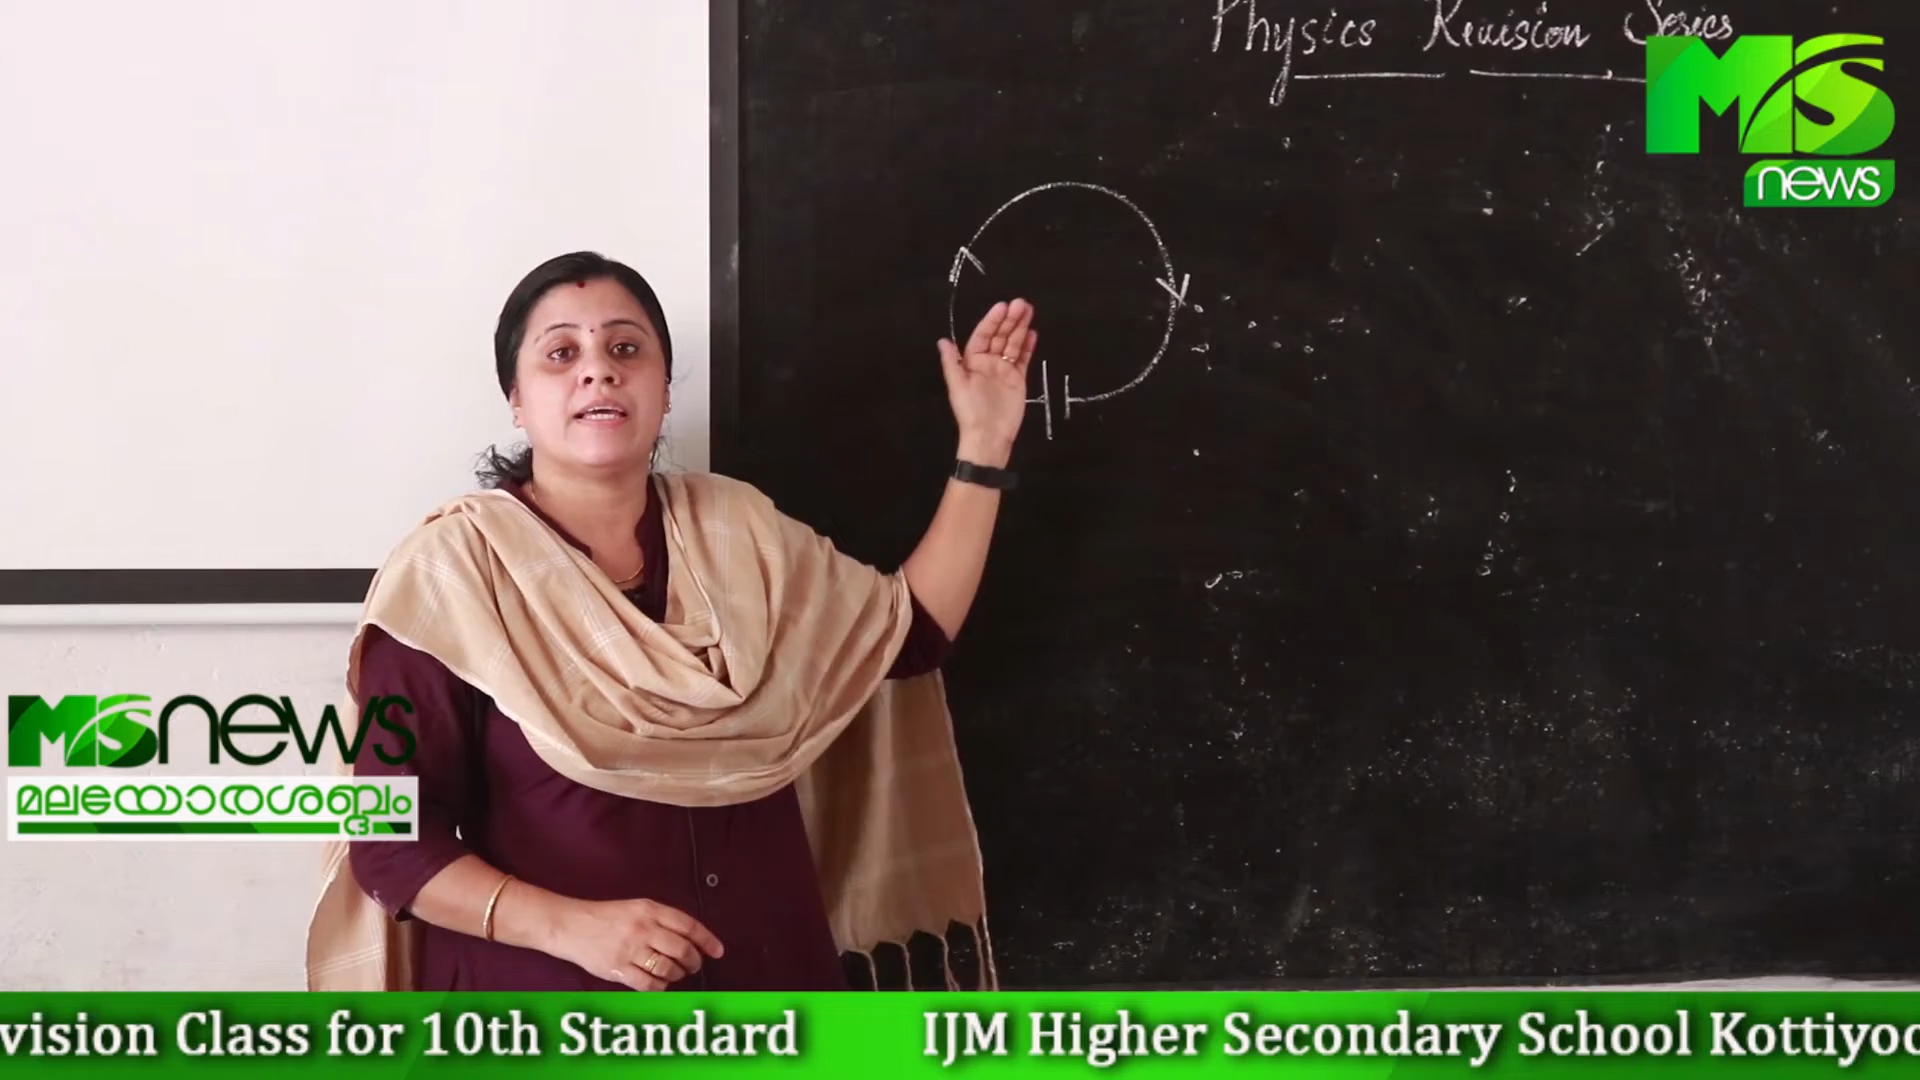 Physics Revision Series
MS
news
MSnews
മലയോരശബ്ദം
vision Class for 10th Standard IJM Higher Secondary School Kottiyoo